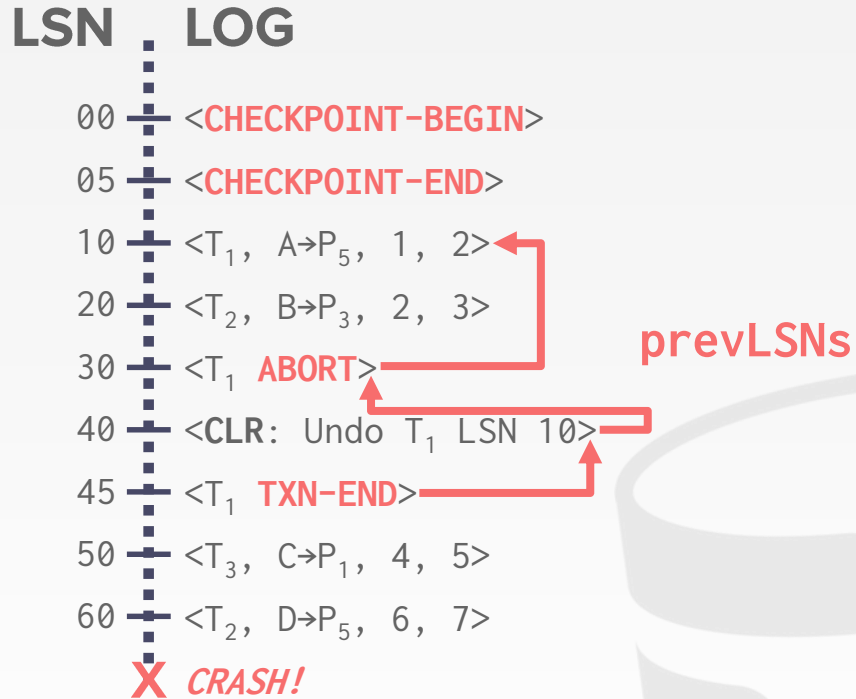 LSN LOG
00 <CHECKPOINT-BEGIN>
05 <CHECKPOINT-END>
10 <T₁, A→P₅, 1, 2>
20 <T₂, B→P₃, 2, 3>
prevLSNs
30 <T₁ ABORT>
40 <CLR: Undo T₁ LSN 10>
45 <T₁ TXN-END>
50 <T₃, C→P₁, 4, 5>
60 <T₂, D→P₅, 6, 7>
X CRASH!